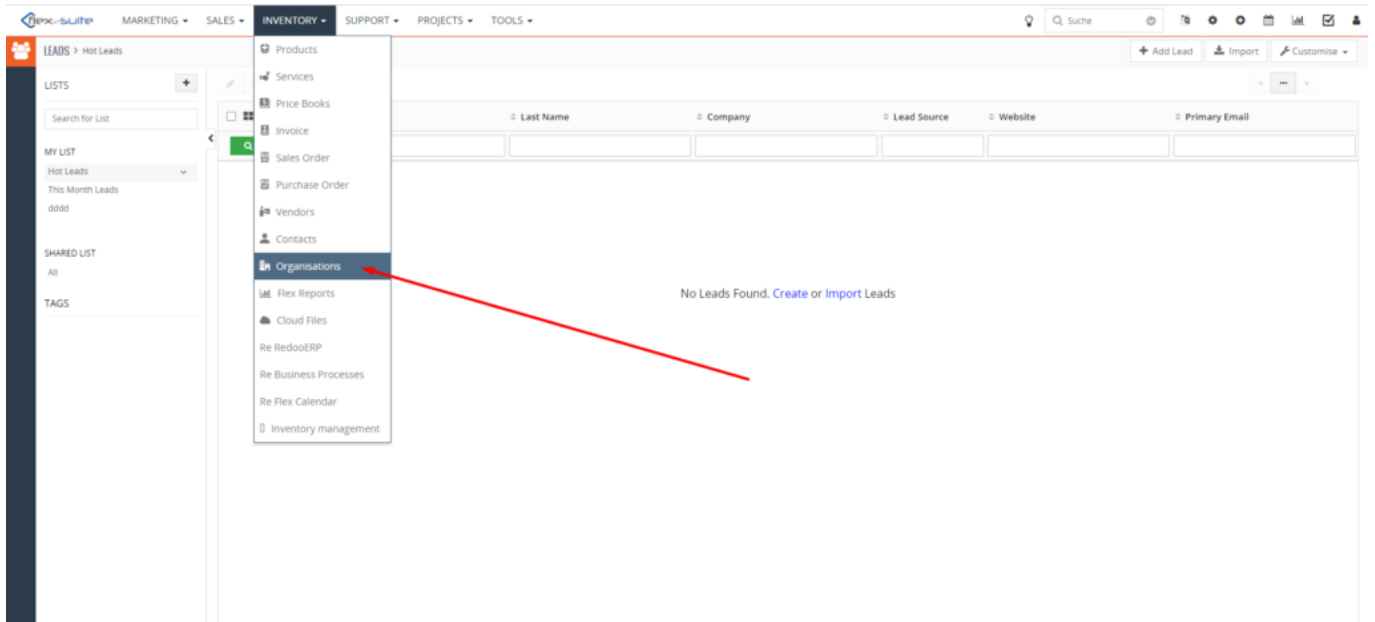 flex-suite MARKETING SALES INVENTORY SUPPORT PROJECTS TOOLS Suche
LEADS > Hot Leads + Add Lead Import Customise
LISTS +
Search for List
MY LIST
Hot Leads
This Month Leads
dddd
SHARED LIST
All
TAGS
Products
Services
Price Books
Invoice
Sales Order
Purchase Order
Vendors
Contacts
Organisations
Flex Reports
Cloud Files
Re RedooERP
Re Business Processes
Re Flex Calendar
Inventory management
Last Name Company Lead Source Website Primary Email
No Leads Found. Create or Import Leads